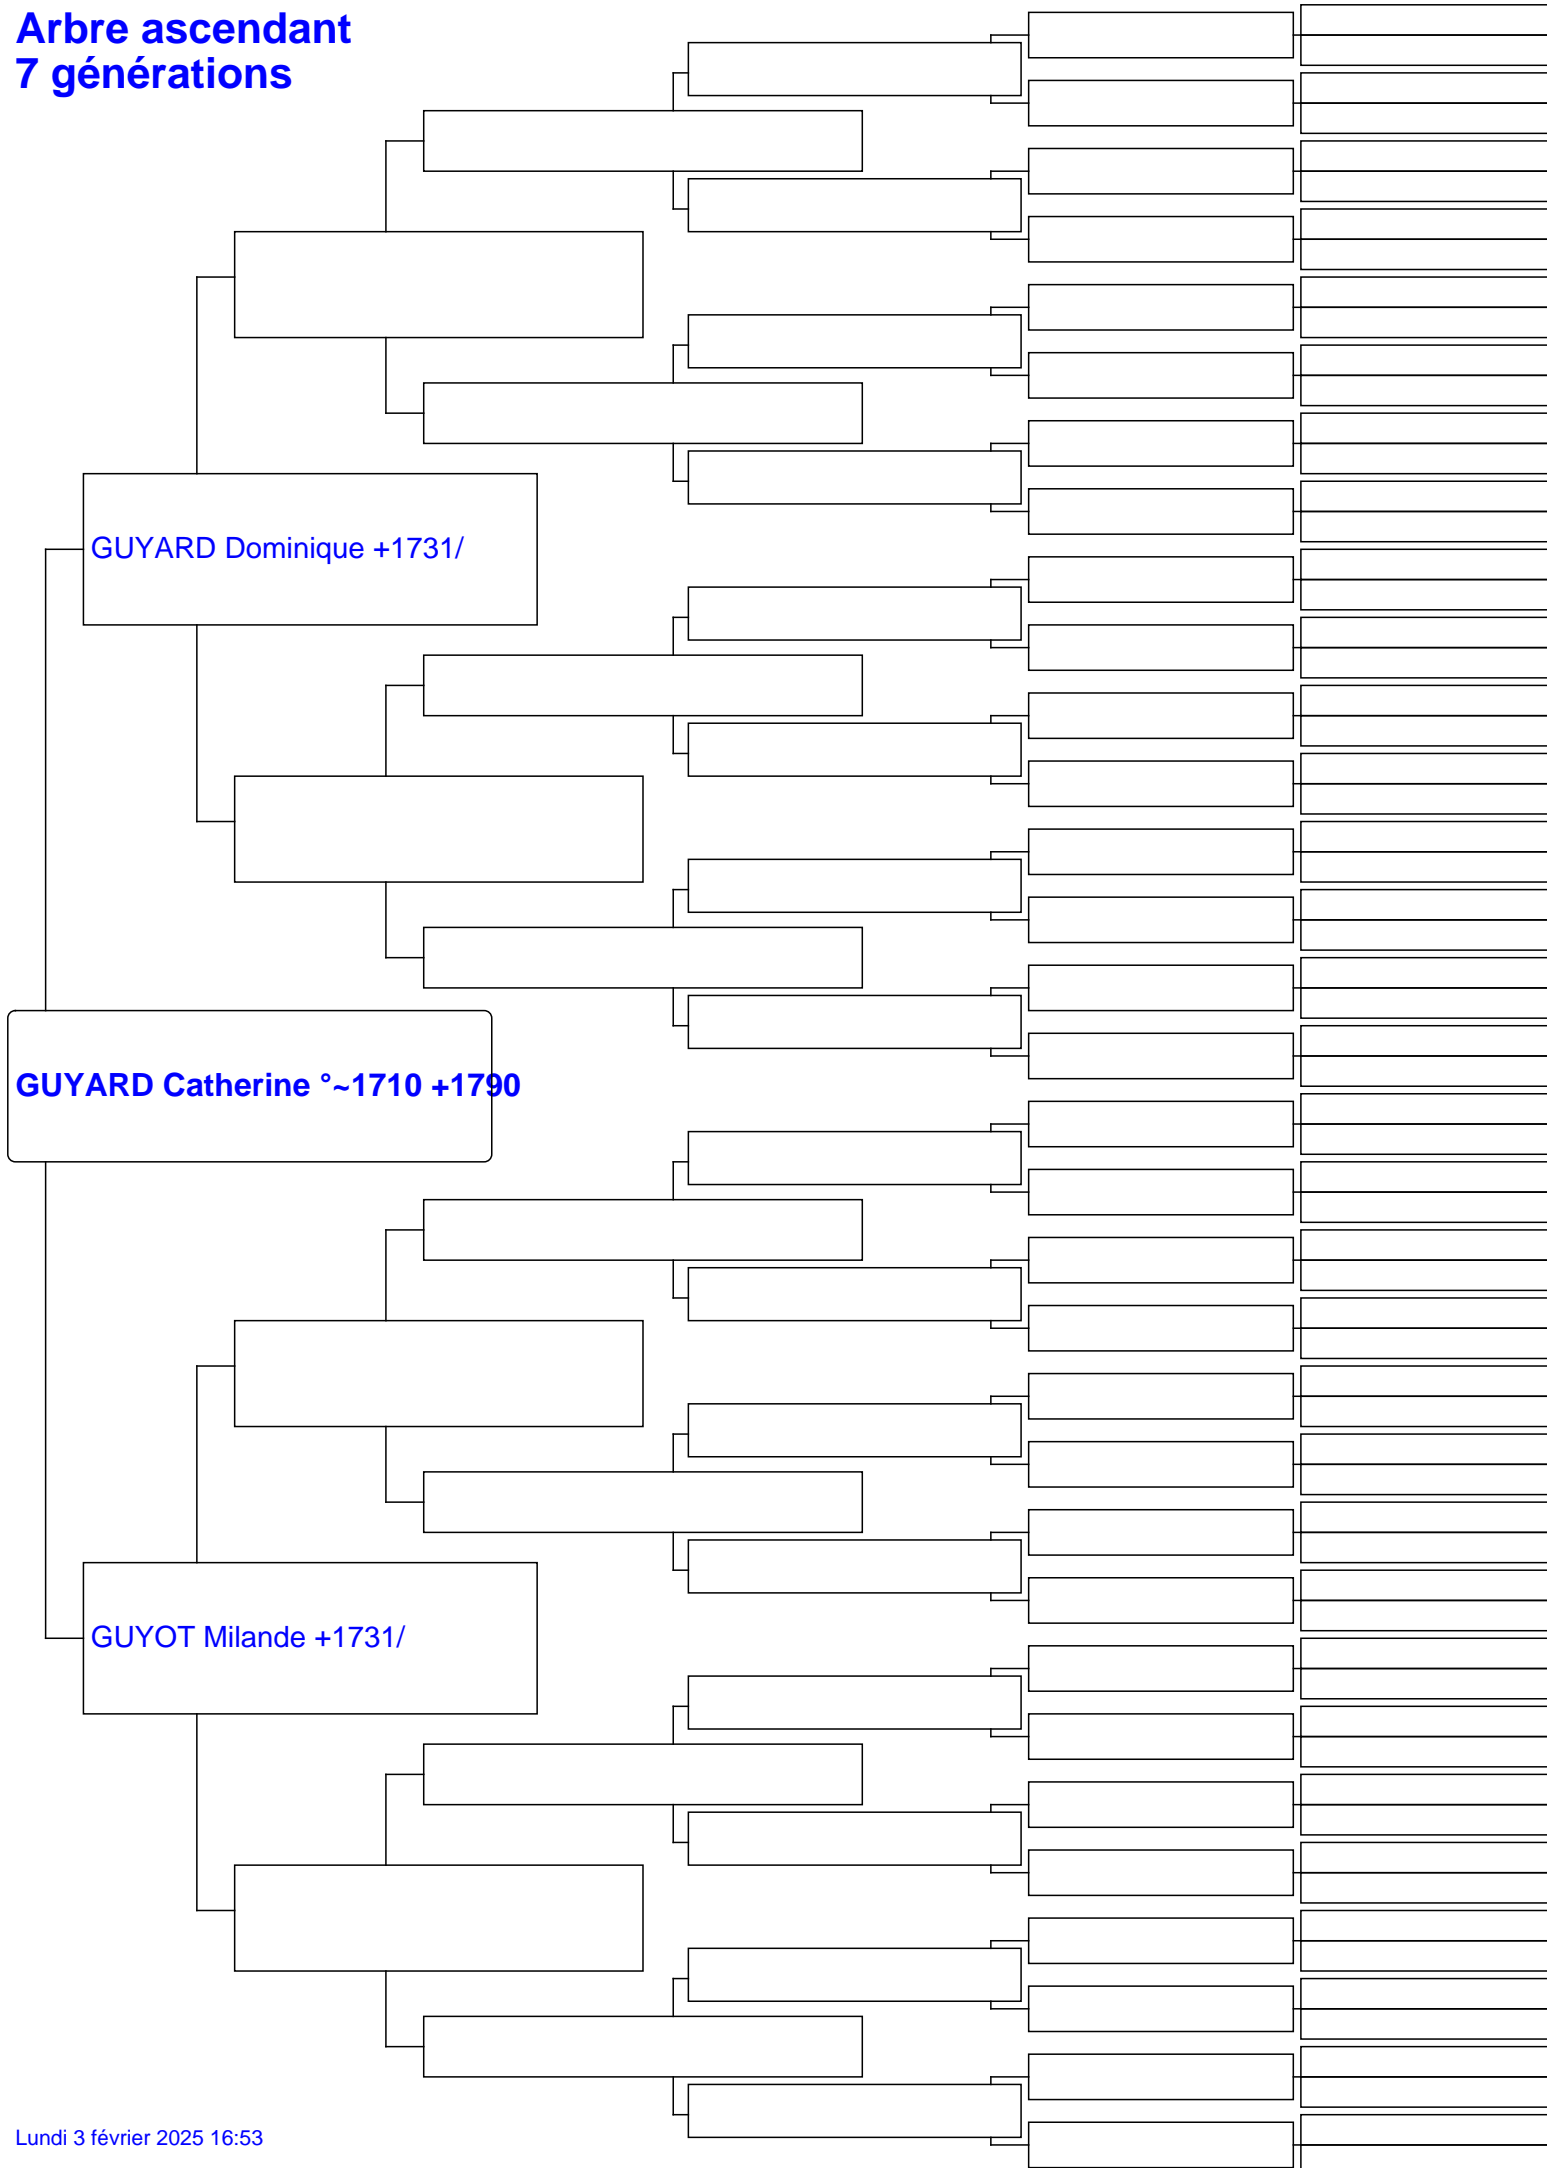 Arbre ascendant
7 générations
GUYARD Dominique +1731/
GUYARD Catherine °~1710 +1790
GUYOT Milande +1731/
Lundi 3 février 2025 16:53